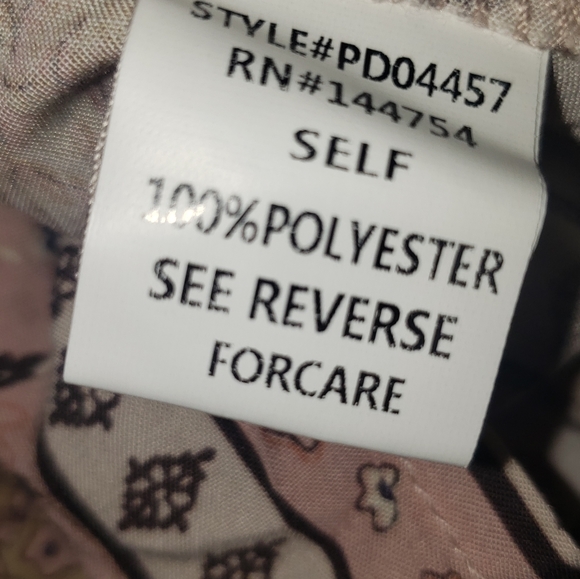 STYLE#PD04457
RN#144754
SELF
100%POLYESTER
SEE REVERSE
FORCARE